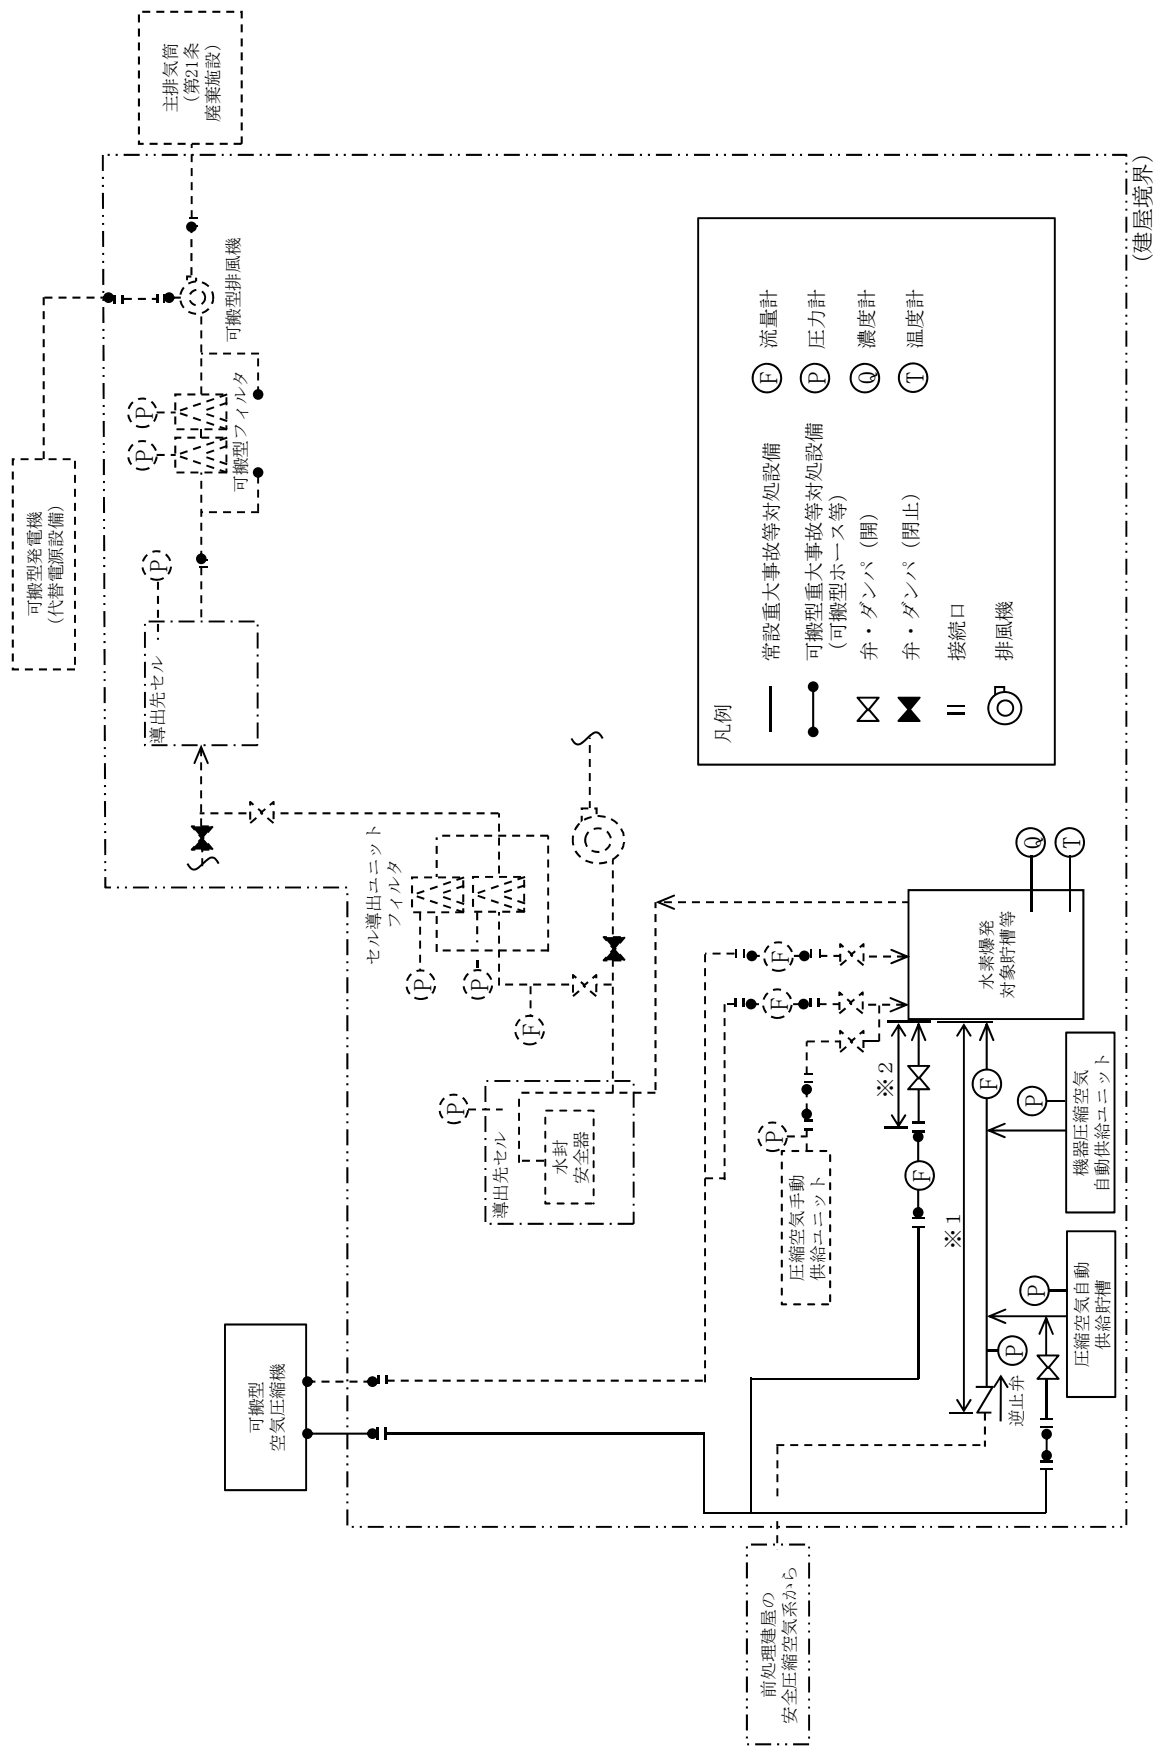 主排気筒
(第21条
廃棄施設)
可搬型発電機
(代替電源設備)
可搬型排風機
可搬型フィルタ
P
P
P
導出先セル
(建屋境界)
セル導出ユニット
フィルタ
P
P
F
P
導出先セル
水封
安全器
可搬型
空気圧縮機
F
F
P
圧縮空気手動
供給ユニット
水素爆発
対象貯槽等
Q
T
※2
F
※1
F
P
機器圧縮空気
自動供給ユニット
P
圧縮空気自動
供給貯槽
P
逆止弁
前処理建屋の
安全圧縮空気系から
凡例
常設重大事故等対処設備
可搬型重大事故等対処設備
(可搬型ホース等)
弁・ダンパ (開)
弁・ダンパ (閉止)
接続口
排風機
F 流量計
P 圧力計
Q 濃度計
T 温度計